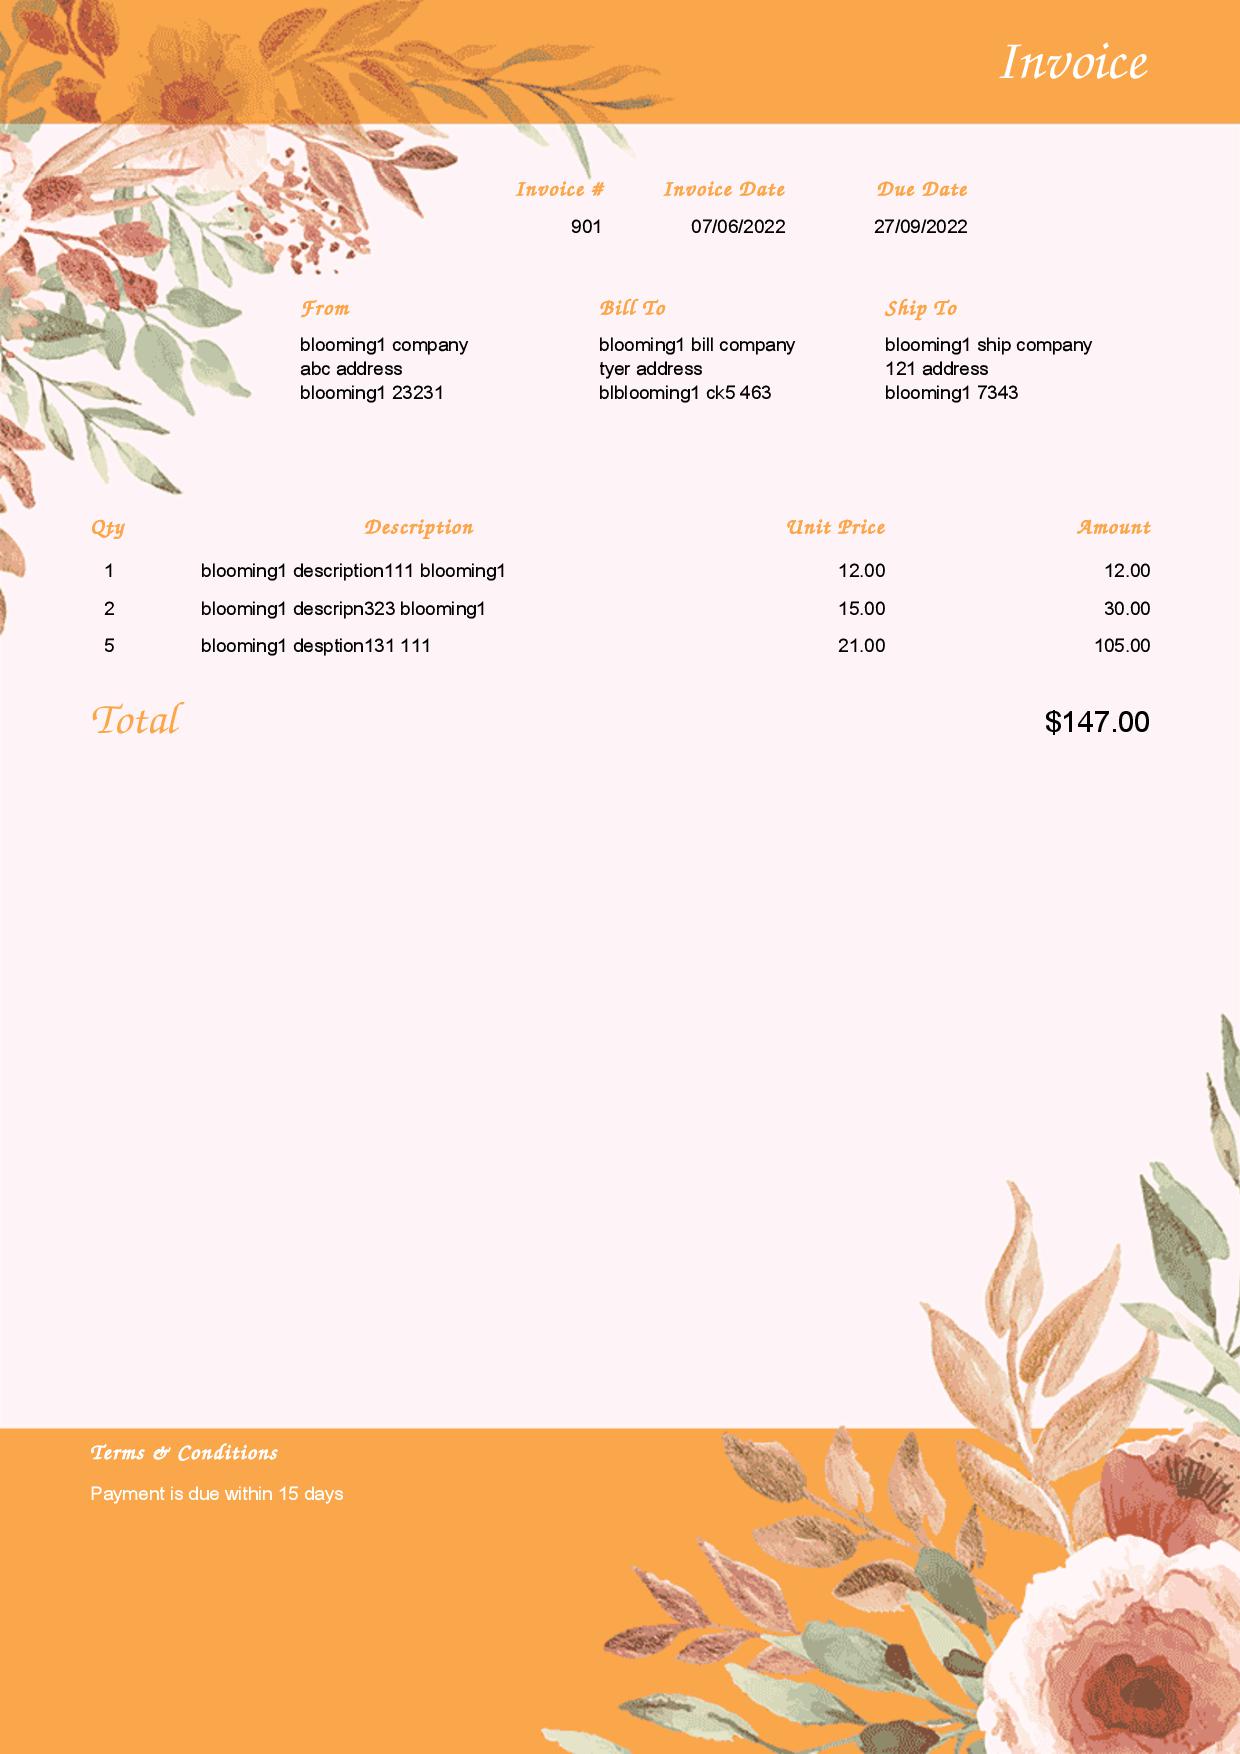 Invoice
Invoice # Invoice Date Due Date
901 07/06/2022 27/09/2022
From Bill To Ship To
blooming1 company blooming1 bill company blooming1 ship company
abc address tyer address 121 address
blooming1 23231 blblooming1 ck5 463 blooming1 7343
Qty Description Unit Price Amount
1 blooming1 description111 blooming1 12.00 12.00
2 blooming1 descripn323 blooming1 15.00 30.00
5 blooming1 desption131 111 21.00 105.00
Total $147.00
Terms & Conditions
Payment is due within 15 days